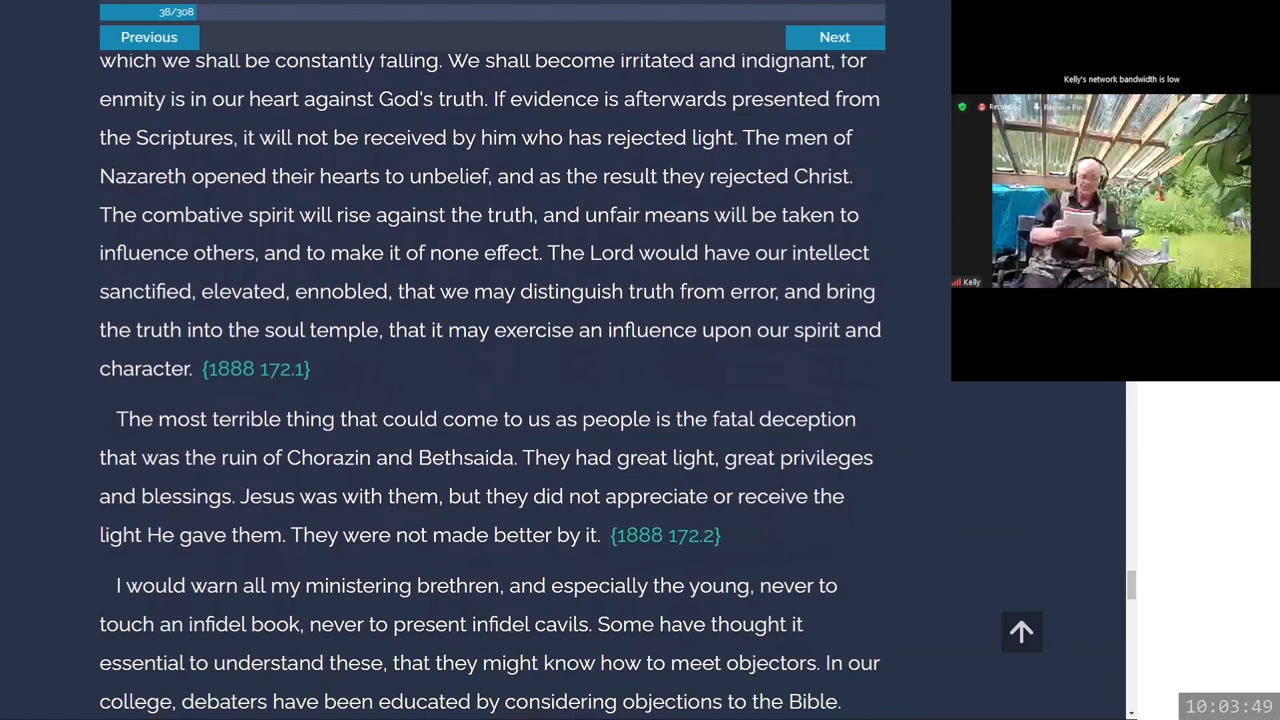 38/308
Previous
Next
which we shall be constantly falling. We shall become irritated and indignant, for
enmity is in our heart against God's truth. If evidence is afterwards presented from
the Scriptures, it will not be received by him who has rejected light. The men of
Nazareth opened their hearts to unbelief, and as the result they rejected Christ.
The combative spirit will rise against the truth, and unfair means will be taken to
influence others, and to make it of none effect. The Lord would have our intellect
sanctified, elevated, ennobled, that we may distinguish truth from error, and bring
the truth into the soul temple, that it may exercise an influence upon our spirit and
character. {1888 172.1}
The most terrible thing that could come to us as people is the fatal deception
that was the ruin of Chorazin and Bethsaida. They had great light, great privileges
and blessings. Jesus was with them, but they did not appreciate or receive the
light He gave them. They were not made better by it. {1888 172.2}
I would warn all my ministering brethren, and especially the young, never to
touch an infidel book, never to present infidel cavils. Some have thought it
essential to understand these, that they might know how to meet objectors. In our
college, debaters have been educated by considering objections to the Bible.
Kelly's network bandwidth is low
Recording
Remove Pin
Kelly
10:03:49